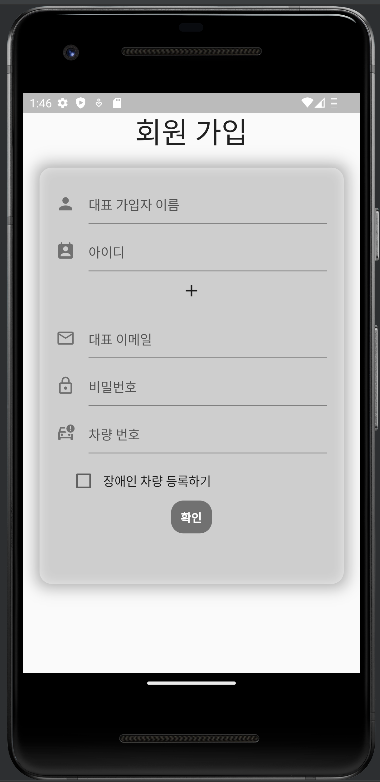 1:46
회원 가입
대표 가입자 이름
아이디
+
대표 이메일
비밀번호
차량 번호
장애인 차량 등록하기
확인